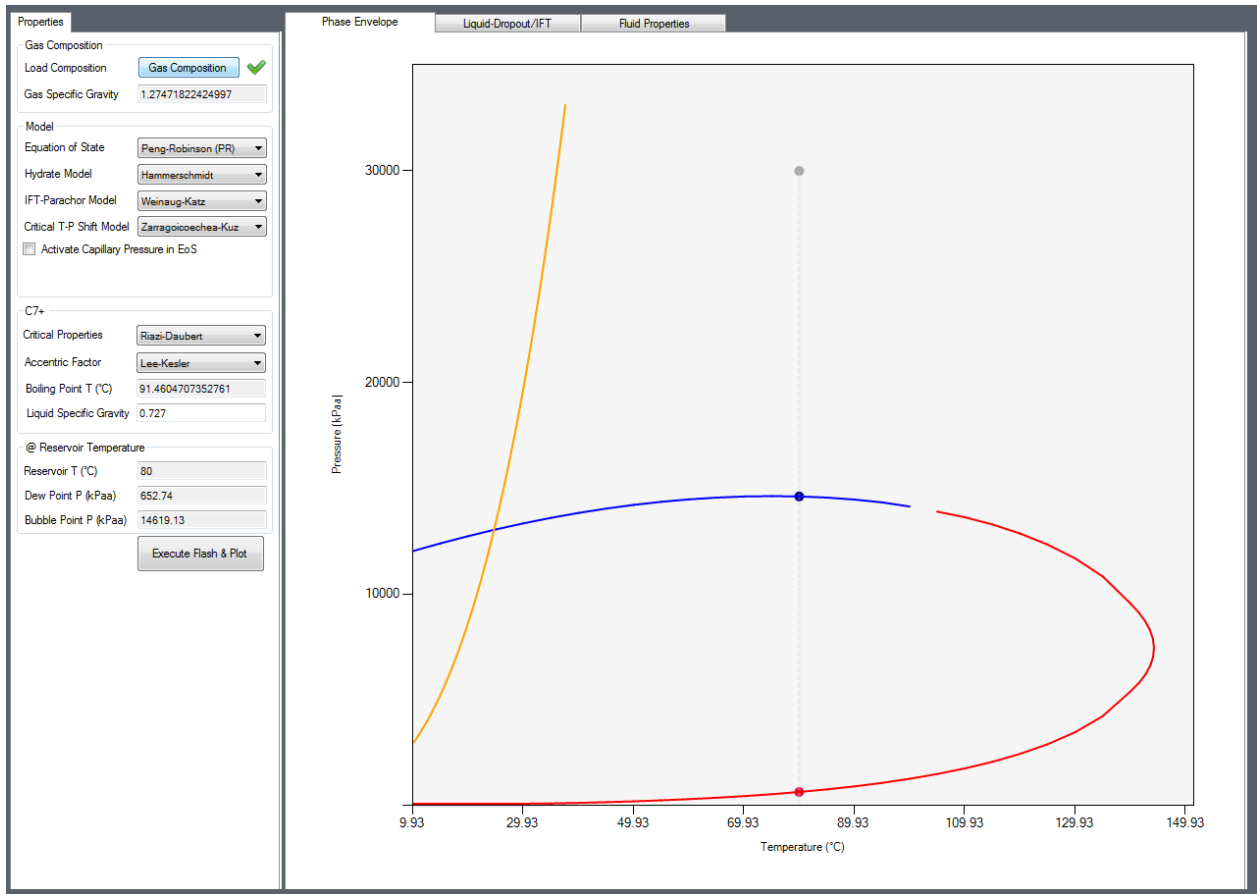 Properties
Gas Composition
Load Composition Gas Composition
Gas Specific Gravity 1.27471822424997
Model
Equation of State Peng-Robinson (PR)
Hydrate Model Hammerschmidt
IFT-Parachor Model Weinaug-Katz
Critical T-P Shift Model Zarragoicoechea-Kuz
Activate Capillary Pressure in EoS
C7+
Critical Properties Riazi-Daubert
Accentric Factor Lee-Kesler
Boiling Point T (°C) 91.4604707352761
Liquid Specific Gravity 0.727
@ Reservoir Temperature
Reservoir T (°C) 80
Dew Point P (kPaa) 652.74
Bubble Point P (kPaa) 14619.13
Execute Flash & Plot
Phase Envelope Liquid-Dropout/IFT Fluid Properties
30000
20000
10000
Pressure (kPaa)
9.93 29.93 49.93 69.93 89.93 109.93 129.93 149.93
Temperature (°C)